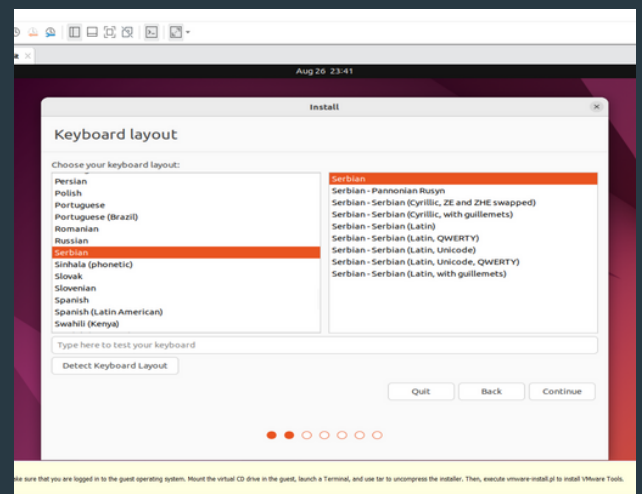 Aug 26 23:41
Install
Keyboard layout
Choose your keyboard layout:
Persian
Polish
Portuguese
Portuguese (Brazil)
Romanian
Russian
Serbian
Sinhala (phonetic)
Slovak
Slovenian
Spanish
Spanish (Latin American)
Swahili (Kenya)
Serbian
Serbian - Pannonian Rusyn
Serbian - Serbian (Cyrillic, ZE and ZHE swapped)
Serbian - Serbian (Cyrillic, with guillemets)
Serbian - Serbian (Latin)
Serbian - Serbian (Latin, QWERTY)
Serbian - Serbian (Latin, Unicode)
Serbian - Serbian (Latin, Unicode, QWERTY)
Serbian - Serbian (Latin, with guillemets)
Type here to test your keyboard
Detect Keyboard Layout
Quit Back Continue
sure that you are logged in to the guest operating system. Mount the virtual CD drive in the guest, launch a Terminal, and use tar to uncompress the installer. Then, execute vmware-install.pl to install VMware Tools.